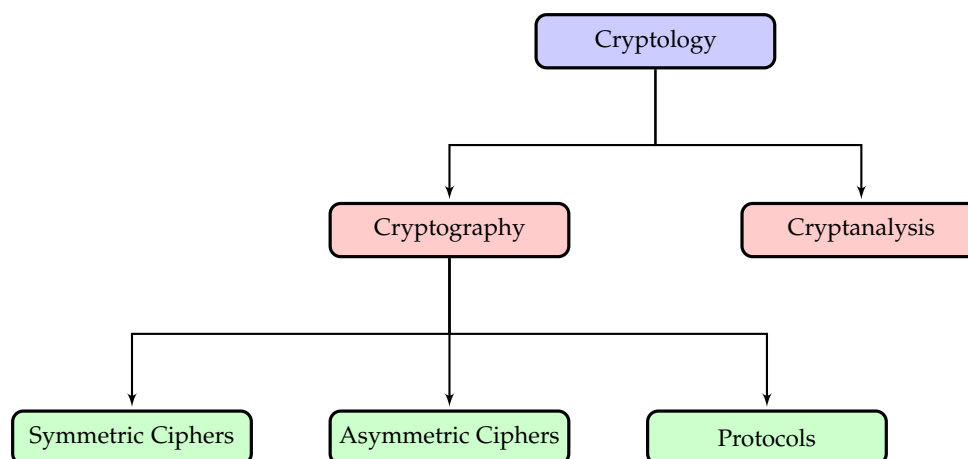 Cryptology
Cryptography
Cryptanalysis
Symmetric Ciphers
Asymmetric Ciphers
Protocols